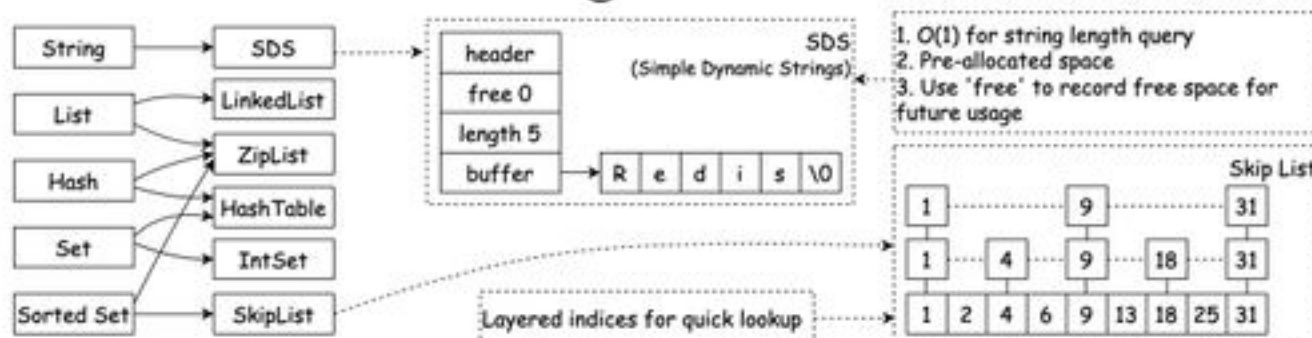 String
List
Hash
Set
Sorted Set
SDS
LinkedList
ZipList
HashTable
IntSet
SkipList
header
free 0
length 5
buffer
R e d i s \0
SDS
(Simple Dynamic Strings)
1. O(1) for string length query
2. Pre-allocated space
3. Use 'free' to record free space for
future usage
Skip List
1 9 31
1 4 9 18 31
1 2 4 6 9 13 18 25 31
Layered indices for quick lookup